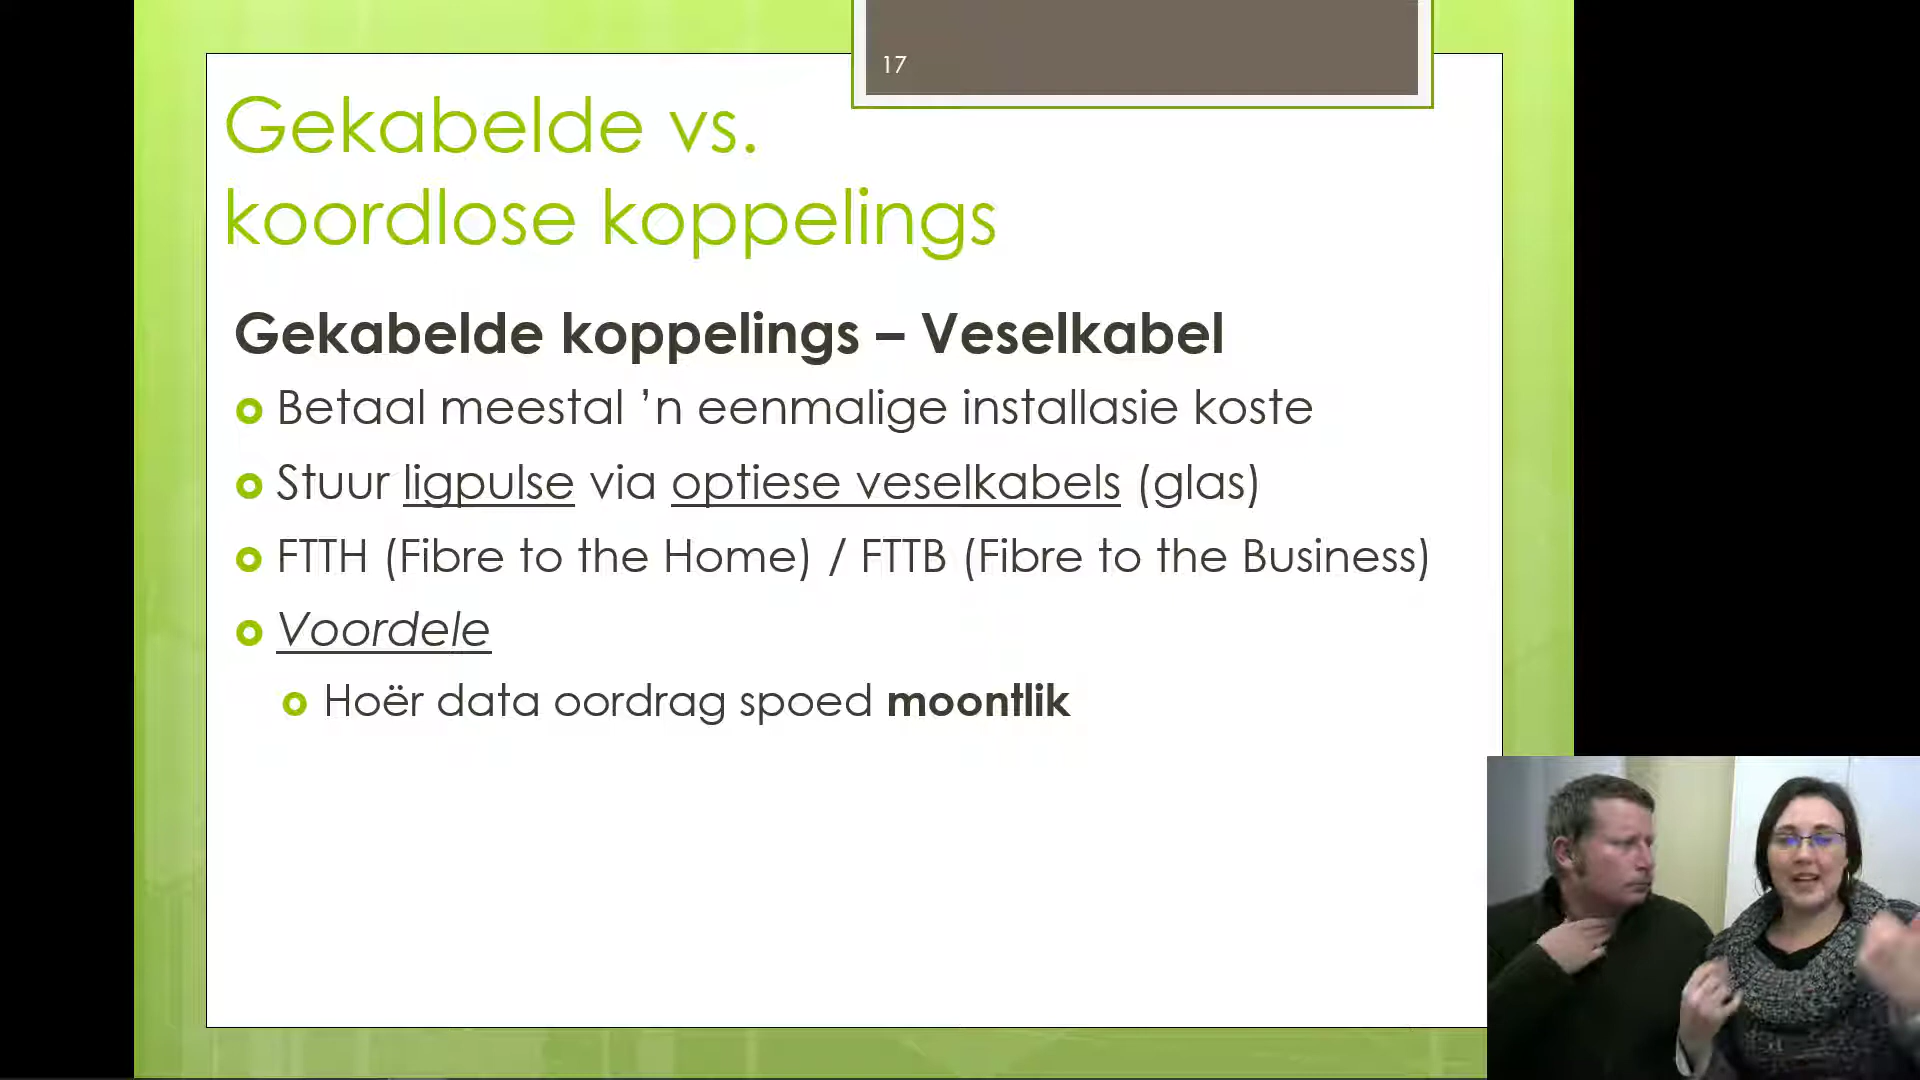 17
Gekabelde vs.
koordlose koppelings
Gekabelde koppelings – Veselkabel
Betaal meestal ’n eenmalige installasie koste
Stuur ligpulse via optiese veselkabels (glas)
FTTH (Fibre to the Home) / FTTB (Fibre to the Business)
Voordele
Hoër data oordrag spoed moontlik